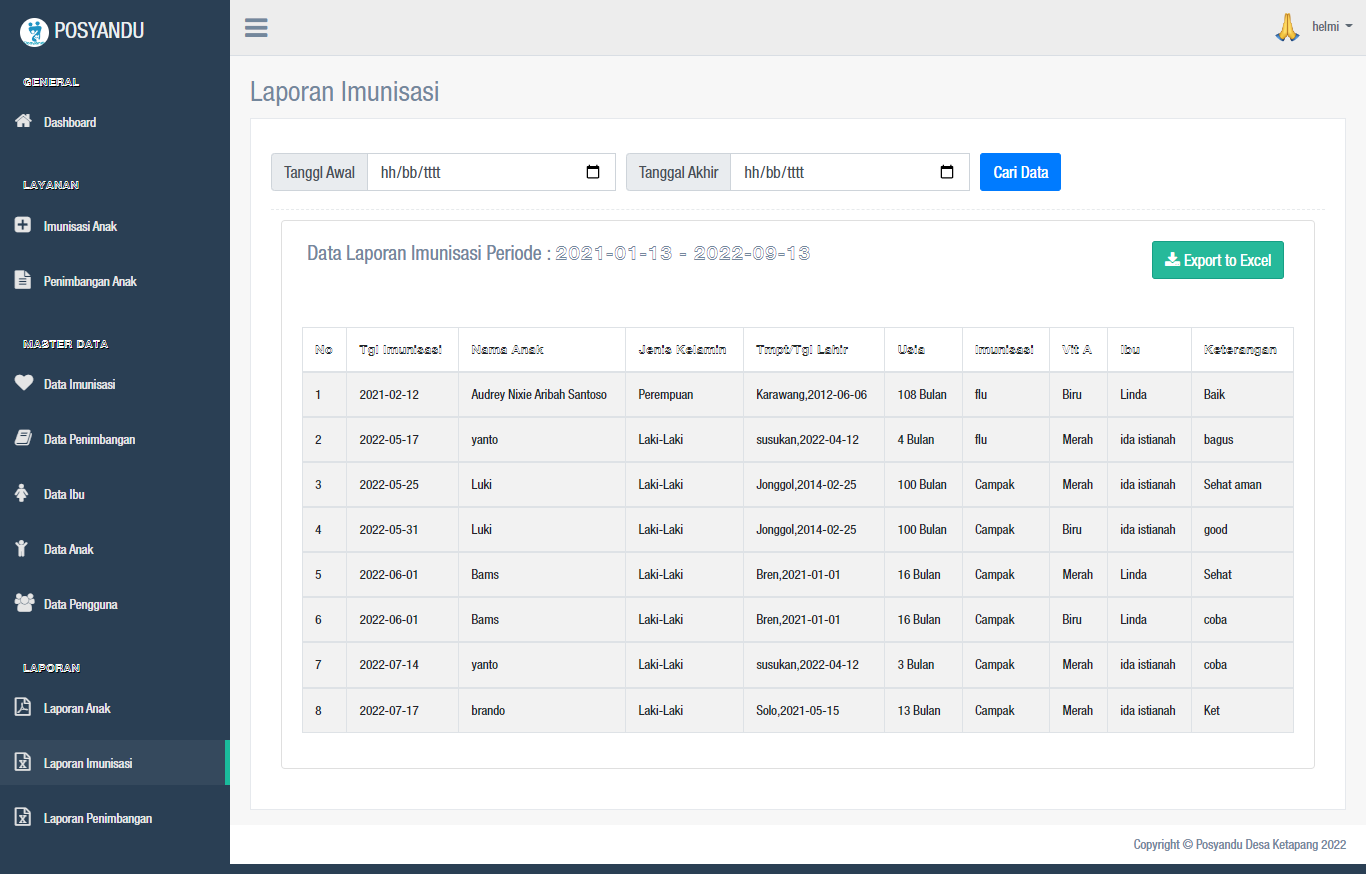 POSYANDU
GENERAL
Dashboard
LAYANAN
Imunisasi Anak
Penimbangan Anak
MASTER DATA
Data Imunisasi
Data Penimbangan
Data Ibu
Data Anak
Data Pengguna
LAPORAN
Laporan Anak
Laporan Imunisasi
Laporan Penimbangan
helmi
Laporan Imunisasi
Tanggl Awal hh/bb/tttt Tanggal Akhir hh/bb/tttt Cari Data
Data Laporan Imunisasi Periode : 2021-01-13 - 2022-09-13 Export to Excel
No Tgl Imunisasi Nama Anak Jenis Kelamin Tmpt/Tgl Lahir Usia Imunisasi Vit A Ibu Keterangan
1 2021-02-12 Audrey Nixie Aribah Santoso Perempuan Karawang,2012-06-06 108 Bulan flu Biru Linda Baik
2 2022-05-17 yanto Laki-Laki susukan,2022-04-12 4 Bulan flu Merah ida istianah bagus
3 2022-05-25 Luki Laki-Laki Jonggol,2014-02-25 100 Bulan Campak Merah ida istianah Sehat aman
4 2022-05-31 Luki Laki-Laki Jonggol,2014-02-25 100 Bulan Campak Biru ida istianah good
5 2022-06-01 Bams Laki-Laki Bren,2021-01-01 16 Bulan Campak Merah Linda Sehat
6 2022-06-01 Bams Laki-Laki Bren,2021-01-01 16 Bulan Campak Biru Linda coba
7 2022-07-14 yanto Laki-Laki susukan,2022-04-12 3 Bulan Campak Merah ida istianah coba
8 2022-07-17 brando Laki-Laki Solo,2021-05-15 13 Bulan Campak Merah ida istianah Ket
Copyright © Posyandu Desa Ketapang 2022